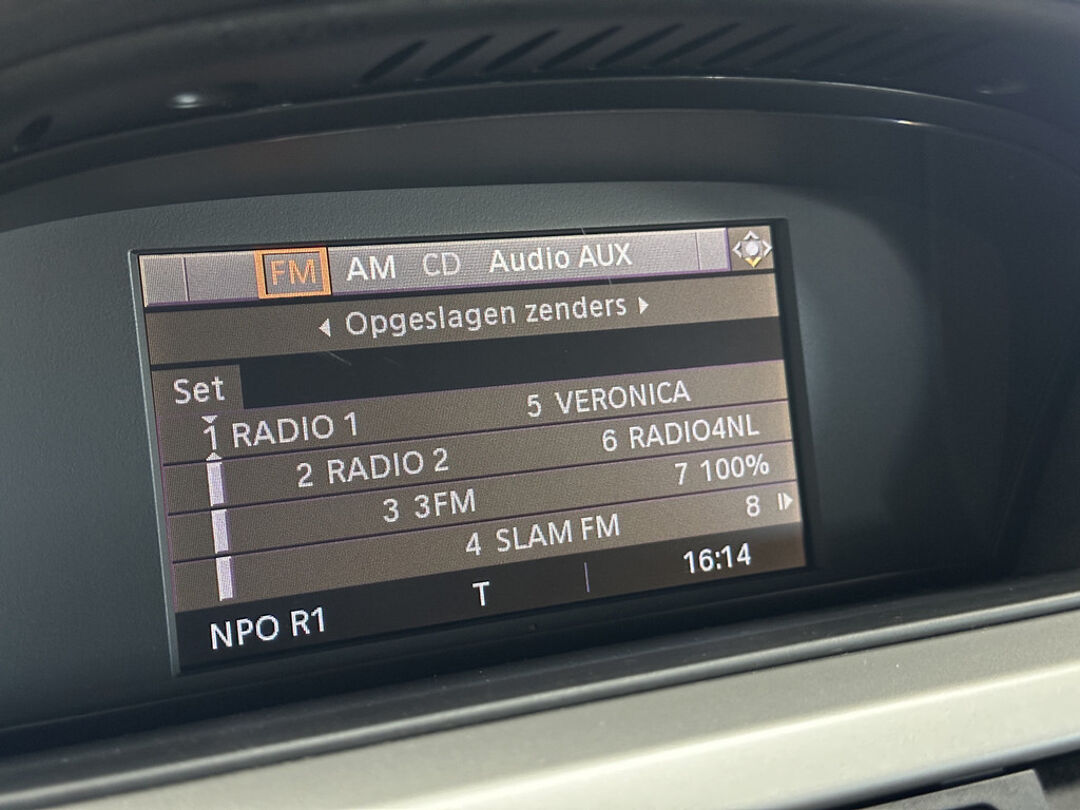 FM AM CD Audio AUX
Opgeslagen zenders
Set
1 RADIO 1
2 RADIO 2
3 3FM
4 SLAM FM
5 VERONICA
6 RADIO4NL
7 100%
8
NPO R1 T 16:14